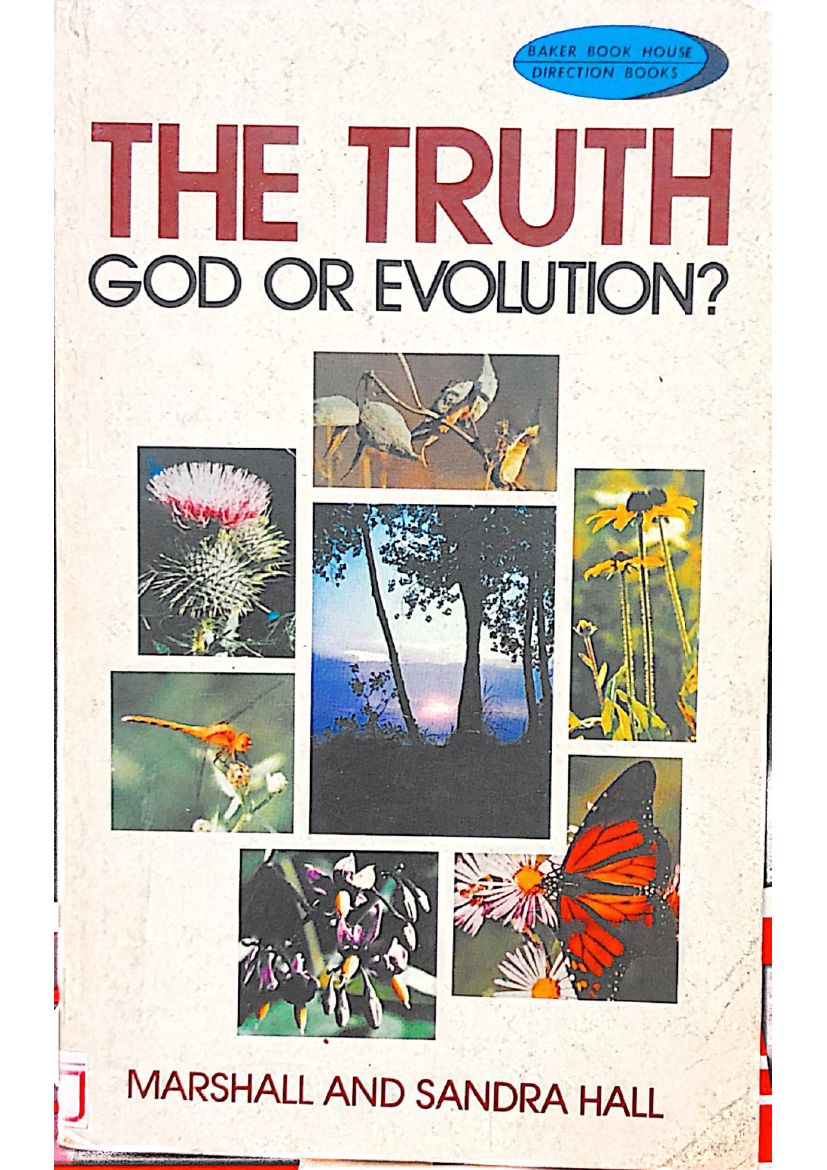 BAKER BOOK HOUSE
DIRECTION BOOKS
THE TRUTH
GOD OR EVOLUTION?
MARSHALL AND SANDRA HALL